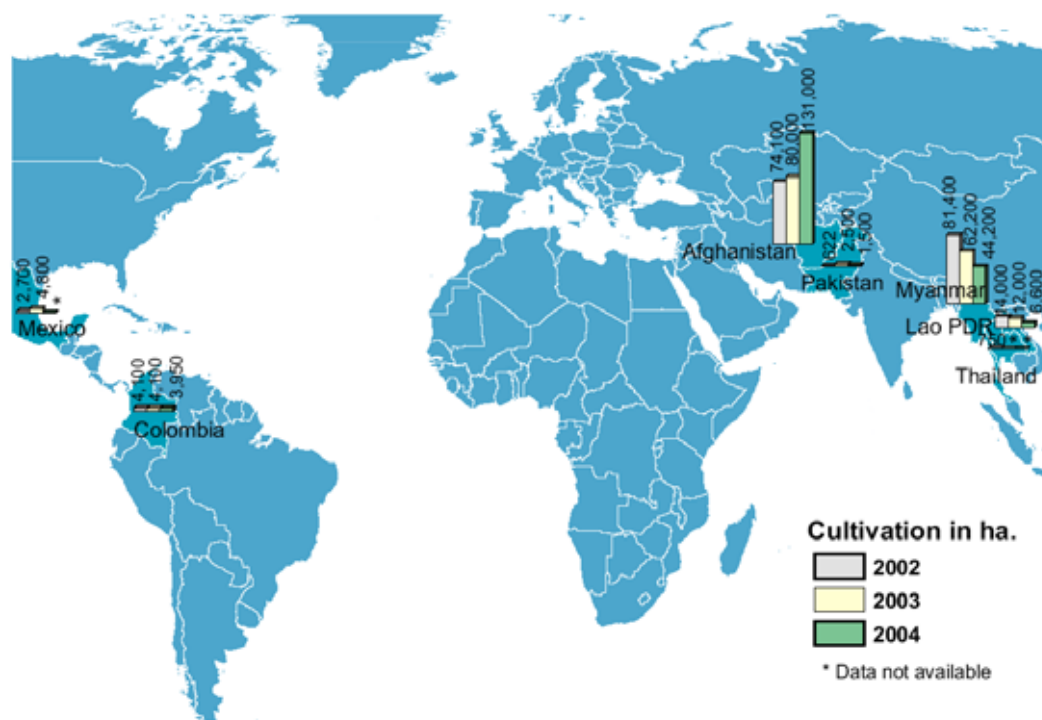 74,100
80,000
131,000
Afghanistan
622
2,500
1,500
Pakistan
81,400
62,200
44,200
Myanmar
14,000
12,000
6,600
Lao PDR
750
*
*
Thailand
2,700
4,800
*
Mexico
4,100
4,100
3,950
Colombia
Cultivation in ha.
2002
2003
2004
* Data not available